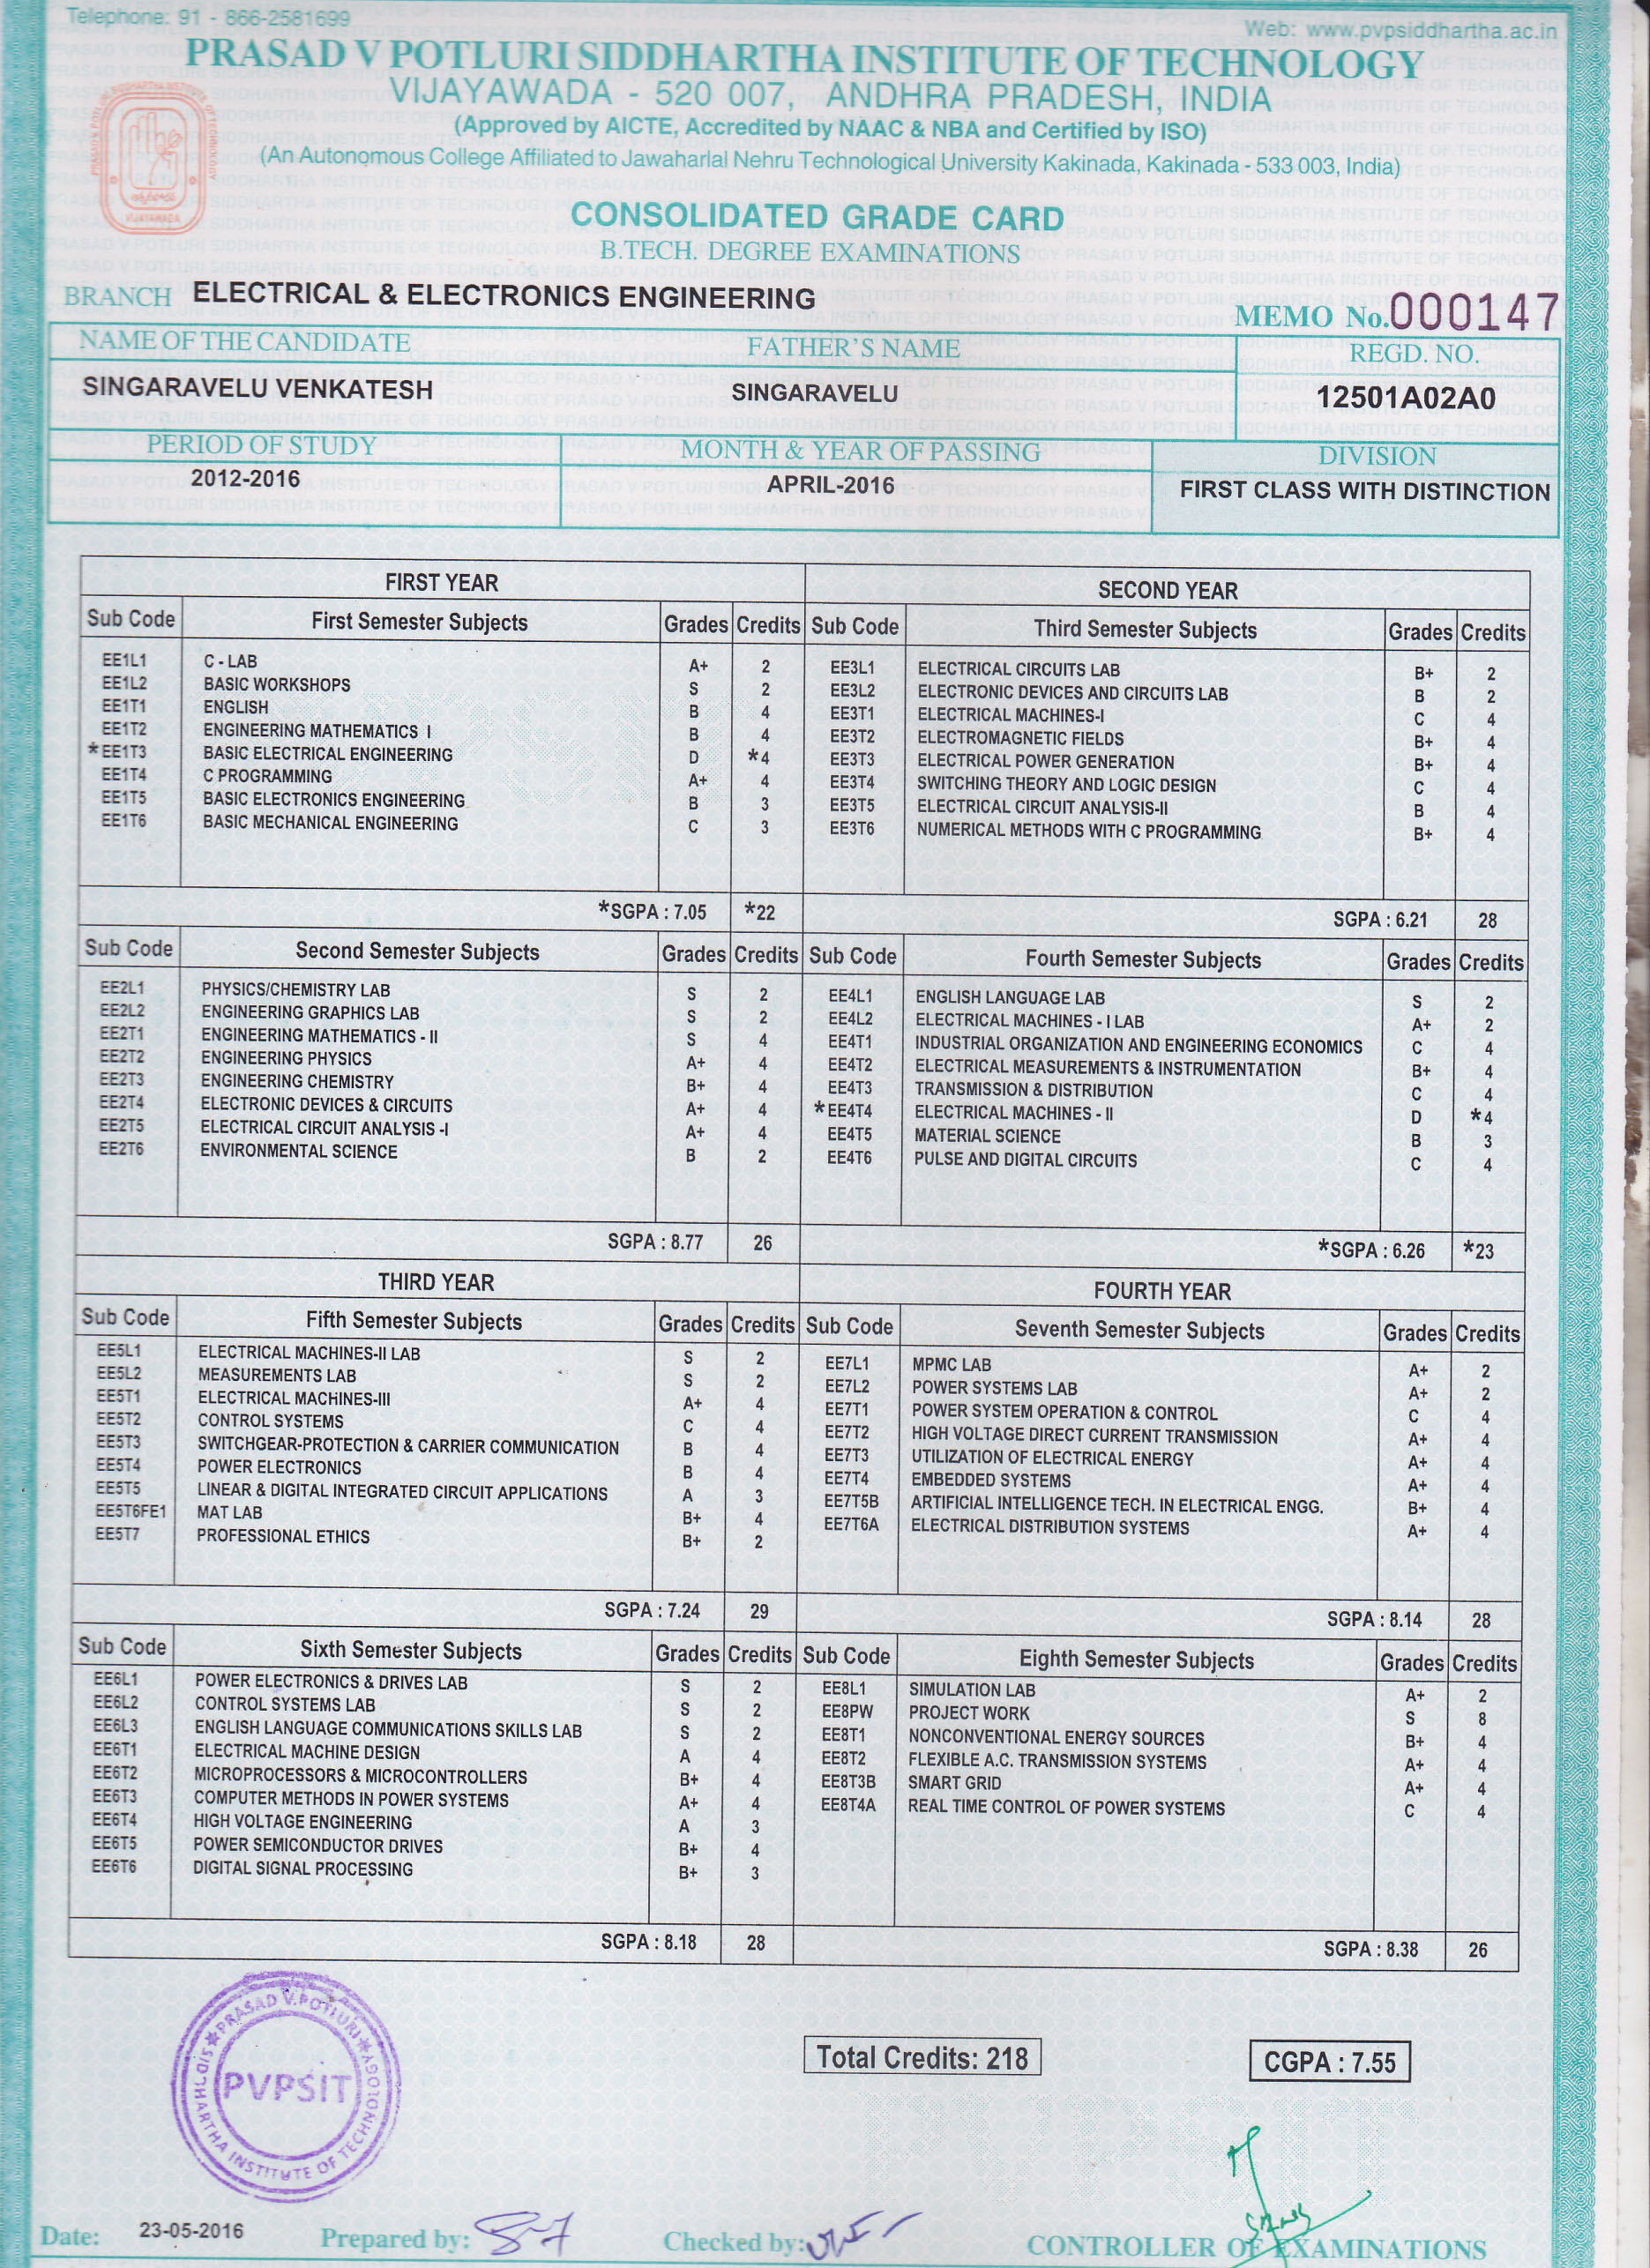 Telephone: 91 - 866-2581699
Web: www.pvpsiddhartha.ac.in
PRASAD V POTLURI SIDDHARTHA INSTITUTE OF TECHNOLOGY
VIJAYAWADA - 520 007, ANDHRA PRADESH, INDIA
(Approved by AICTE, Accredited by NAAC & NBA and Certified by ISO)
(An Autonomous College Affiliated to Jawaharlal Nehru Technological University Kakinada, Kakinada - 533 003, India)
VIJAYAWADA
CONSOLIDATED GRADE CARD
B.TECH. DEGREE EXAMINATIONS
BRANCH ELECTRICAL & ELECTRONICS ENGINEERING
MEMO No. 000147
NAME OF THE CANDIDATE FATHER'S NAME REGD. NO.
SINGARAVELU VENKATESH SINGARAVELU 12501A02A0
PERIOD OF STUDY MONTH & YEAR OF PASSING DIVISION
2012-2016 APRIL-2016 FIRST CLASS WITH DISTINCTION
FIRST YEAR
Sub Code First Semester Subjects Grades Credits
EE1L1 C - LAB A+ 2
EE1L2 BASIC WORKSHOPS S 2
EE1T1 ENGLISH B 4
EE1T2 ENGINEERING MATHEMATICS I B 4
*EE1T3 BASIC ELECTRICAL ENGINEERING D *4
EE1T4 C PROGRAMMING A+ 4
EE1T5 BASIC ELECTRONICS ENGINEERING B 3
EE1T6 BASIC MECHANICAL ENGINEERING C 3
*SGPA : 7.05 *22
SECOND YEAR
Sub Code Third Semester Subjects Grades Credits
EE3L1 ELECTRICAL CIRCUITS LAB B+ 2
EE3L2 ELECTRONIC DEVICES AND CIRCUITS LAB B 2
EE3T1 ELECTRICAL MACHINES-I C 4
EE3T2 ELECTROMAGNETIC FIELDS B+ 4
EE3T3 ELECTRICAL POWER GENERATION B+ 4
EE3T4 SWITCHING THEORY AND LOGIC DESIGN C 4
EE3T5 ELECTRICAL CIRCUIT ANALYSIS-II B 4
EE3T6 NUMERICAL METHODS WITH C PROGRAMMING B+ 4
SGPA : 6.21 28
Sub Code Second Semester Subjects Grades Credits
EE2L1 PHYSICS/CHEMISTRY LAB S 2
EE2L2 ENGINEERING GRAPHICS LAB S 2
EE2T1 ENGINEERING MATHEMATICS - II S 4
EE2T2 ENGINEERING PHYSICS A+ 4
EE2T3 ENGINEERING CHEMISTRY B+ 4
EE2T4 ELECTRONIC DEVICES & CIRCUITS A+ 4
EE2T5 ELECTRICAL CIRCUIT ANALYSIS -I A+ 4
EE2T6 ENVIRONMENTAL SCIENCE B 2
SGPA : 8.77 26
Sub Code Fourth Semester Subjects Grades Credits
EE4L1 ENGLISH LANGUAGE LAB S 2
EE4L2 ELECTRICAL MACHINES - I LAB A+ 2
EE4T1 INDUSTRIAL ORGANIZATION AND ENGINEERING ECONOMICS C 4
EE4T2 ELECTRICAL MEASUREMENTS & INSTRUMENTATION B+ 4
EE4T3 TRANSMISSION & DISTRIBUTION C 4
*EE4T4 ELECTRICAL MACHINES - II D *4
EE4T5 MATERIAL SCIENCE B 3
EE4T6 PULSE AND DIGITAL CIRCUITS C 4
*SGPA : 6.26 *23
THIRD YEAR
Sub Code Fifth Semester Subjects Grades Credits
EE5L1 ELECTRICAL MACHINES-II LAB S 2
EE5L2 MEASUREMENTS LAB S 2
EE5T1 ELECTRICAL MACHINES-III A+ 4
EE5T2 CONTROL SYSTEMS C 4
EE5T3 SWITCHGEAR-PROTECTION & CARRIER COMMUNICATION B 4
EE5T4 POWER ELECTRONICS B 4
EE5T5 LINEAR & DIGITAL INTEGRATED CIRCUIT APPLICATIONS A 3
EE5T6FE1 MAT LAB B+ 4
EE5T7 PROFESSIONAL ETHICS B+ 2
SGPA : 7.24 29
FOURTH YEAR
Sub Code Seventh Semester Subjects Grades Credits
EE7L1 MPMC LAB A+ 2
EE7L2 POWER SYSTEMS LAB A+ 2
EE7T1 POWER SYSTEM OPERATION & CONTROL C 4
EE7T2 HIGH VOLTAGE DIRECT CURRENT TRANSMISSION A+ 4
EE7T3 UTILIZATION OF ELECTRICAL ENERGY A+ 4
EE7T4 EMBEDDED SYSTEMS A+ 4
EE7T5B ARTIFICIAL INTELLIGENCE TECH. IN ELECTRICAL ENGG. B+ 4
EE7T6A ELECTRICAL DISTRIBUTION SYSTEMS A+ 4
SGPA : 8.14 28
Sub Code Sixth Semester Subjects Grades Credits
EE6L1 POWER ELECTRONICS & DRIVES LAB S 2
EE6L2 CONTROL SYSTEMS LAB S 2
EE6L3 ENGLISH LANGUAGE COMMUNICATIONS SKILLS LAB S 2
EE6T1 ELECTRICAL MACHINE DESIGN A 4
EE6T2 MICROPROCESSORS & MICROCONTROLLERS B+ 4
EE6T3 COMPUTER METHODS IN POWER SYSTEMS A+ 4
EE6T4 HIGH VOLTAGE ENGINEERING A 3
EE6T5 POWER SEMICONDUCTOR DRIVES B+ 4
EE6T6 DIGITAL SIGNAL PROCESSING B+ 3
SGPA : 8.18 28
Sub Code Eighth Semester Subjects Grades Credits
EE8L1 SIMULATION LAB A+ 2
EE8PW PROJECT WORK S 8
EE8T1 NONCONVENTIONAL ENERGY SOURCES B+ 4
EE8T2 FLEXIBLE A.C. TRANSMISSION SYSTEMS A+ 4
EE8T3B SMART GRID A+ 4
EE8T4A REAL TIME CONTROL OF POWER SYSTEMS C 4
SGPA : 8.38 26
PRASAD V.POTLURI SIDDHARTHA INSTITUTE OF TECHNOLOGY
PVPSIT
Total Credits: 218
CGPA : 7.55
Date: 23-05-2016
Prepared by:
Checked by:
CONTROLLER OF EXAMINATIONS